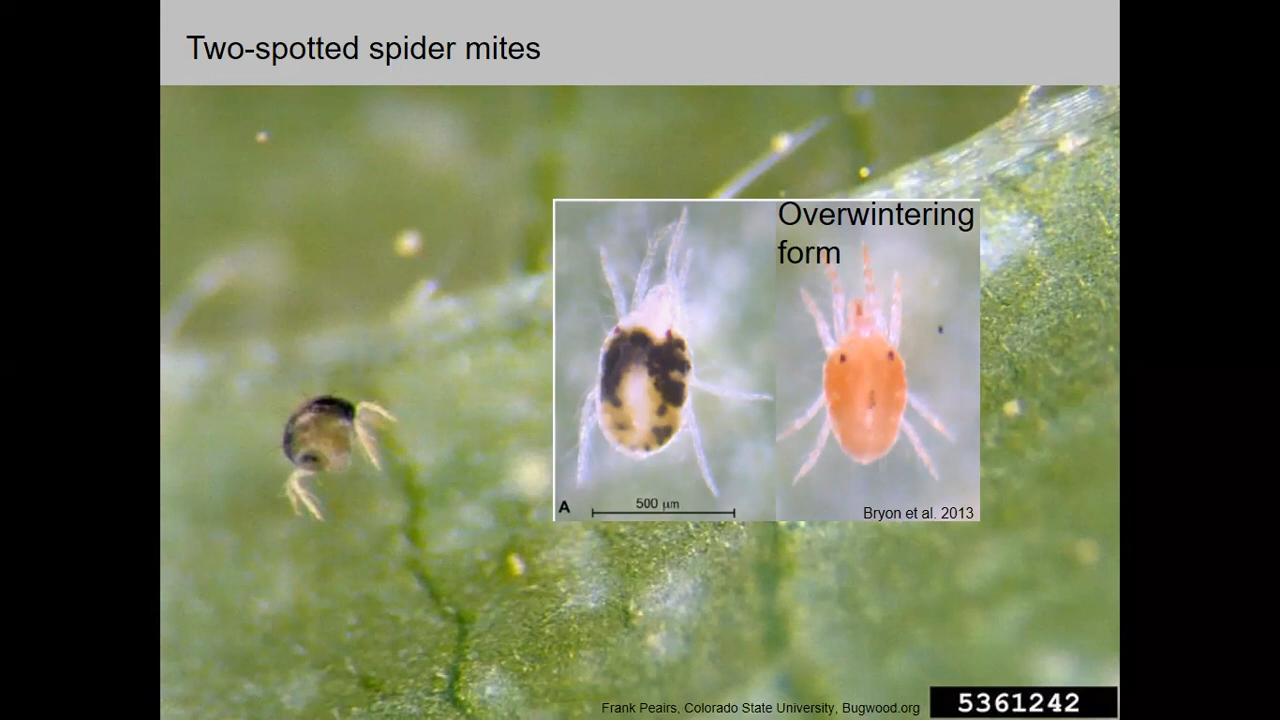 Two-spotted spider mites
Overwintering
form
A
500 μm
Bryon et al. 2013
Frank Peairs, Colorado State University, Bugwood.org
5361242